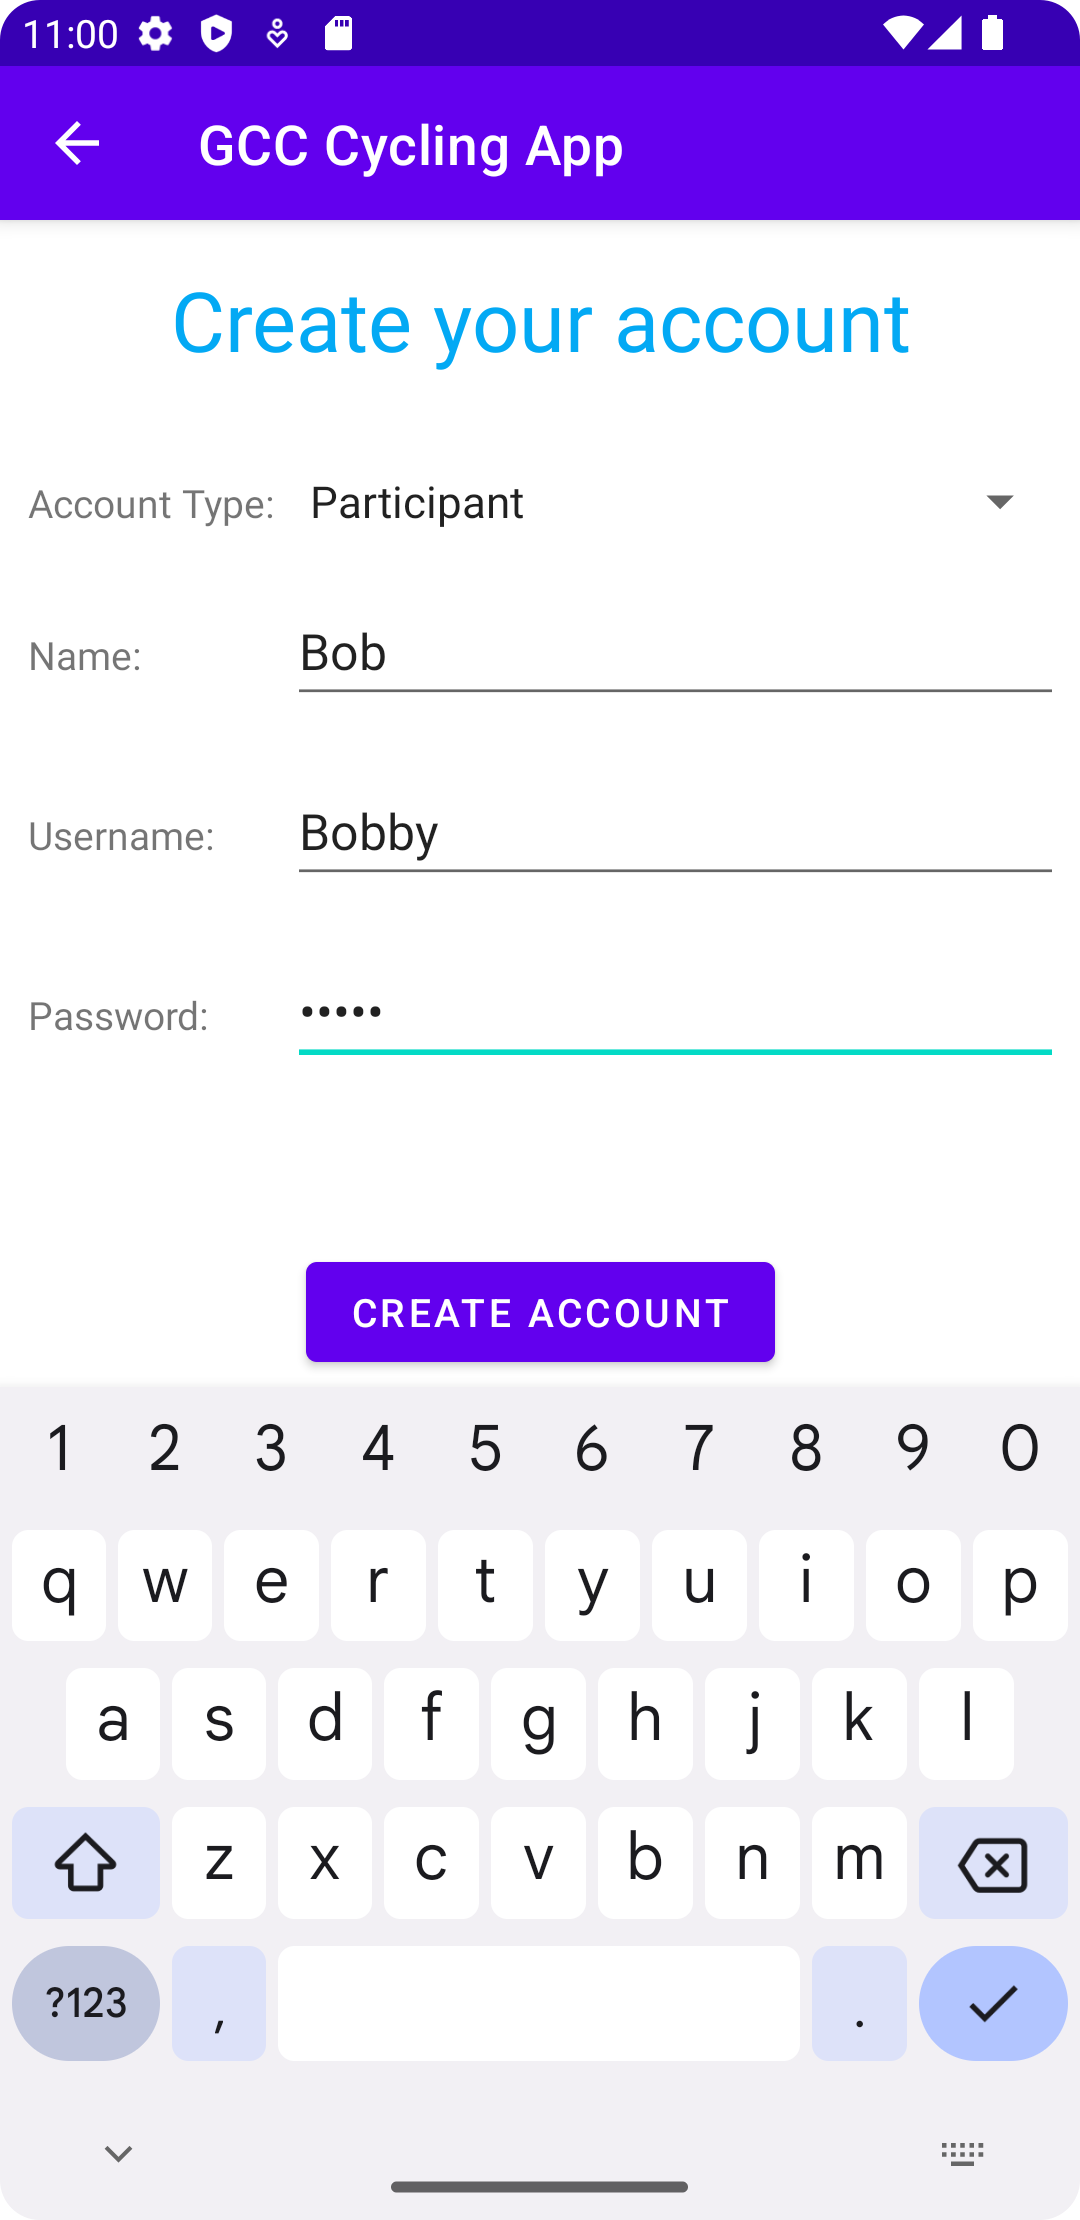 11:00
GCC Cycling App
Create your account
Account Type: Participant
Name: Bob
Username: Bobby
Password: •••••
CREATE ACCOUNT
1 2 3 4 5 6 7 8 9 0
q w e r t y u i o p
a s d f g h j k l
z x c v b n m
?123 , .